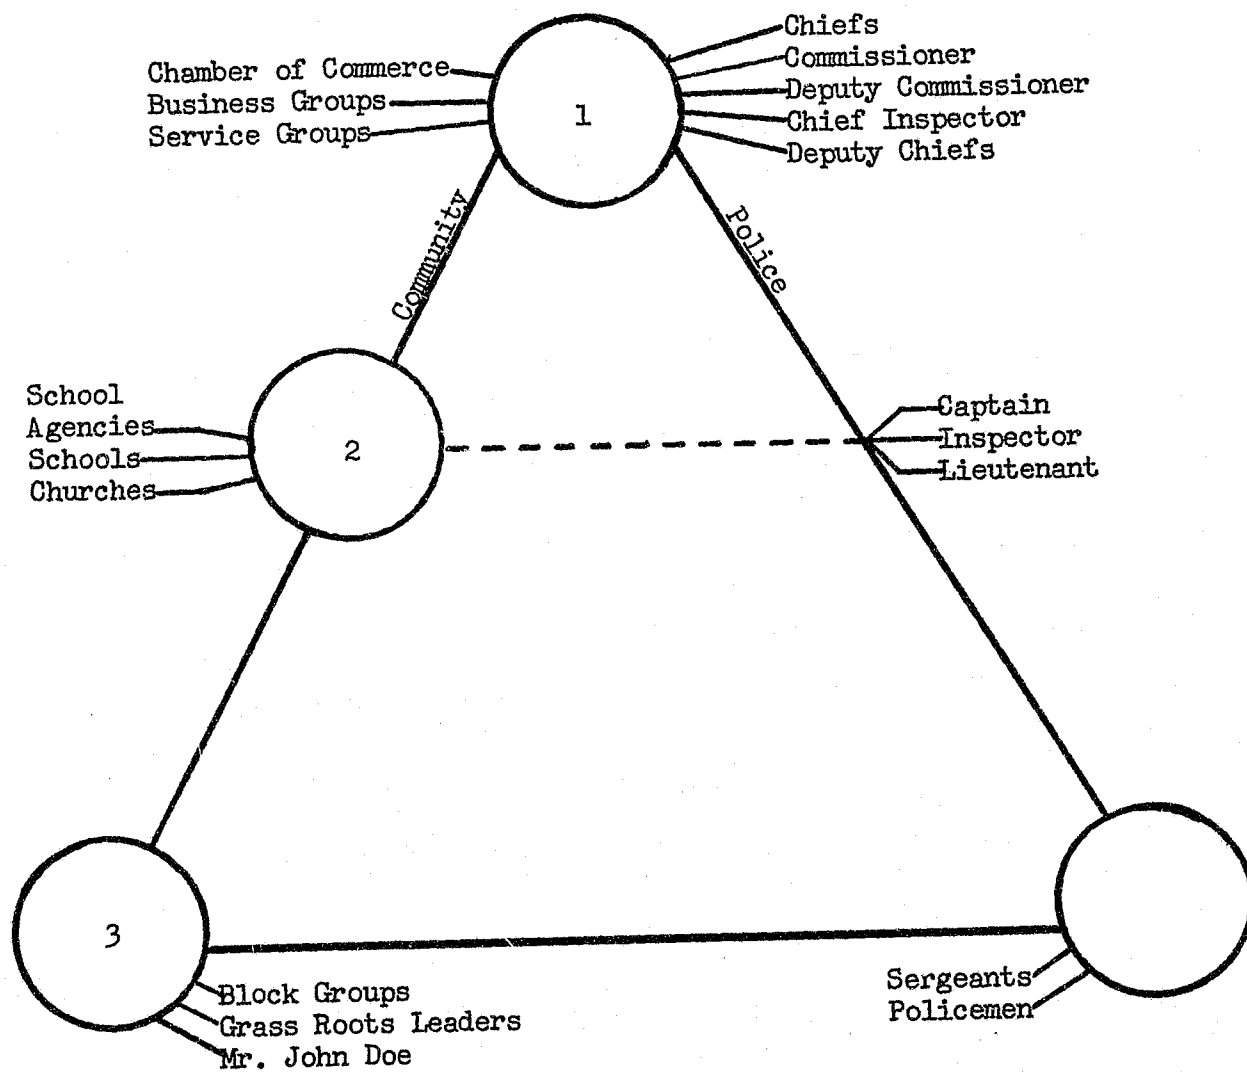 Chamber of Commerce
Business Groups
Service Groups
1
Chiefs
Commissioner
Deputy Commissioner
Chief Inspector
Deputy Chiefs
Community
Police
School
Agencies
Schools
Churches
2
Captain
Inspector
Lieutenant
3
Block Groups
Grass Roots Leaders
Mr. John Doe
Sergeants
Policemen